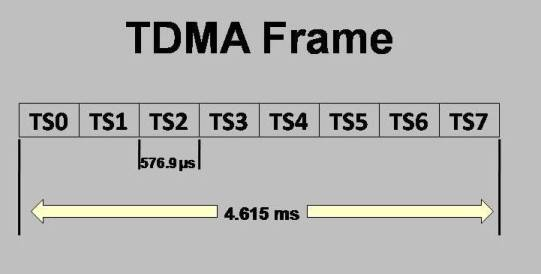 TDMA Frame
TS0 TS1 TS2 TS3 TS4 TS5 TS6 TS7
576.9 µs
4.615 ms